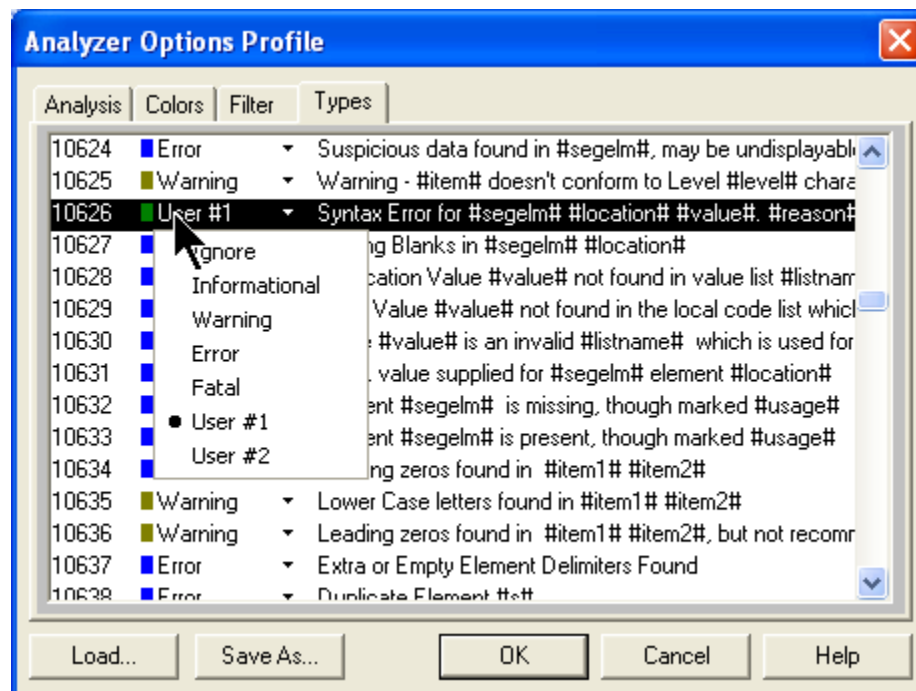 Analyzer Options Profile
Analysis Colors Filter Types
10624 Error Suspicious data found in #segelm#, may be undisplayabl
10625 Warning Warning - #item# doesn't conform to Level #level# chara
10626 User #1 Syntax Error for #segelm# #location# #value#. #reason#
10627 ng Blanks in #segelm# #location#
Ignore
10628 cation Value #value# not found in value list #listnam
Informational
10629 Value #value# not found in the local code list which
Warning
10630 #value# is an invalid #listname# which is used for
Error
10631 value supplied for #segelm# element #location#
Fatal
10632 ent #segelm# is missing, though marked #usage#
User #1
10633 ent #segelm# is present, though marked #usage#
User #2
10634 ng zeros found in #item1# #item2#
10635 Warning Lower Case letters found in #item1# #item2#
10636 Warning Leading zeros found in #item1# #item2#, but not recomr
10637 Error Extra or Empty Element Delimiters Found
10638 Error Duplicate Element #s#
Load... Save As... OK Cancel Help